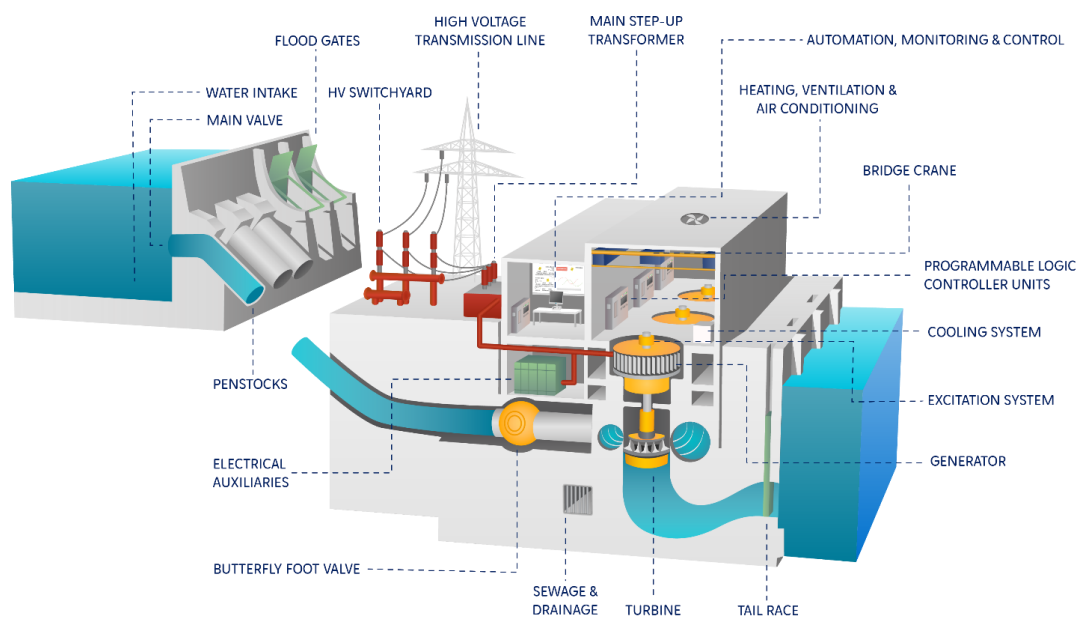 HIGH VOLTAGE
TRANSMISSION LINE
MAIN STEP-UP
TRANSFORMER
FLOOD GATES
AUTOMATION, MONITORING & CONTROL
WATER INTAKE
HV SWITCHYARD
HEATING, VENTILATION &
AIR CONDITIONING
MAIN VALVE
BRIDGE CRANE
PROGRAMMABLE LOGIC
CONTROLLER UNITS
COOLING SYSTEM
PENSTOCKS
EXCITATION SYSTEM
ELECTRICAL
AUXILIARIES
GENERATOR
BUTTERFLY FOOT VALVE
SEWAGE &
DRAINAGE
TURBINE
TAIL RACE